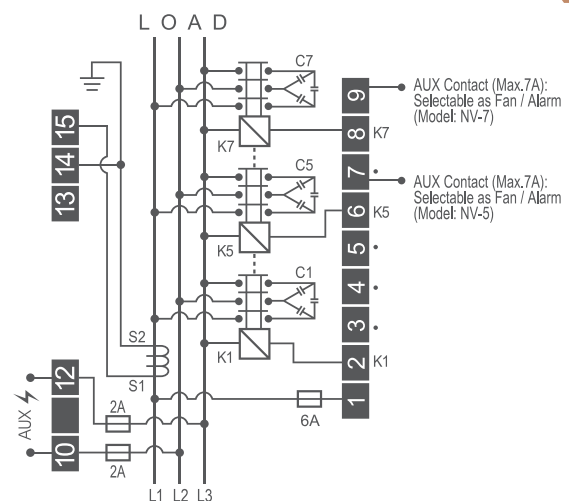 L O A D
C7
15
14
13
9
8
K7
K7
AUX Contact (Max.7A):
Selectable as Fan / Alarm
(Model: NV-7)
7
C5
6
K5
K5
AUX Contact (Max.7A):
Selectable as Fan / Alarm
(Model: NV-5)
5
4
3
C1
S2
K1
2
K1
S1
12
AUX
10
2A
2A
6A
1
L1 L2 L3